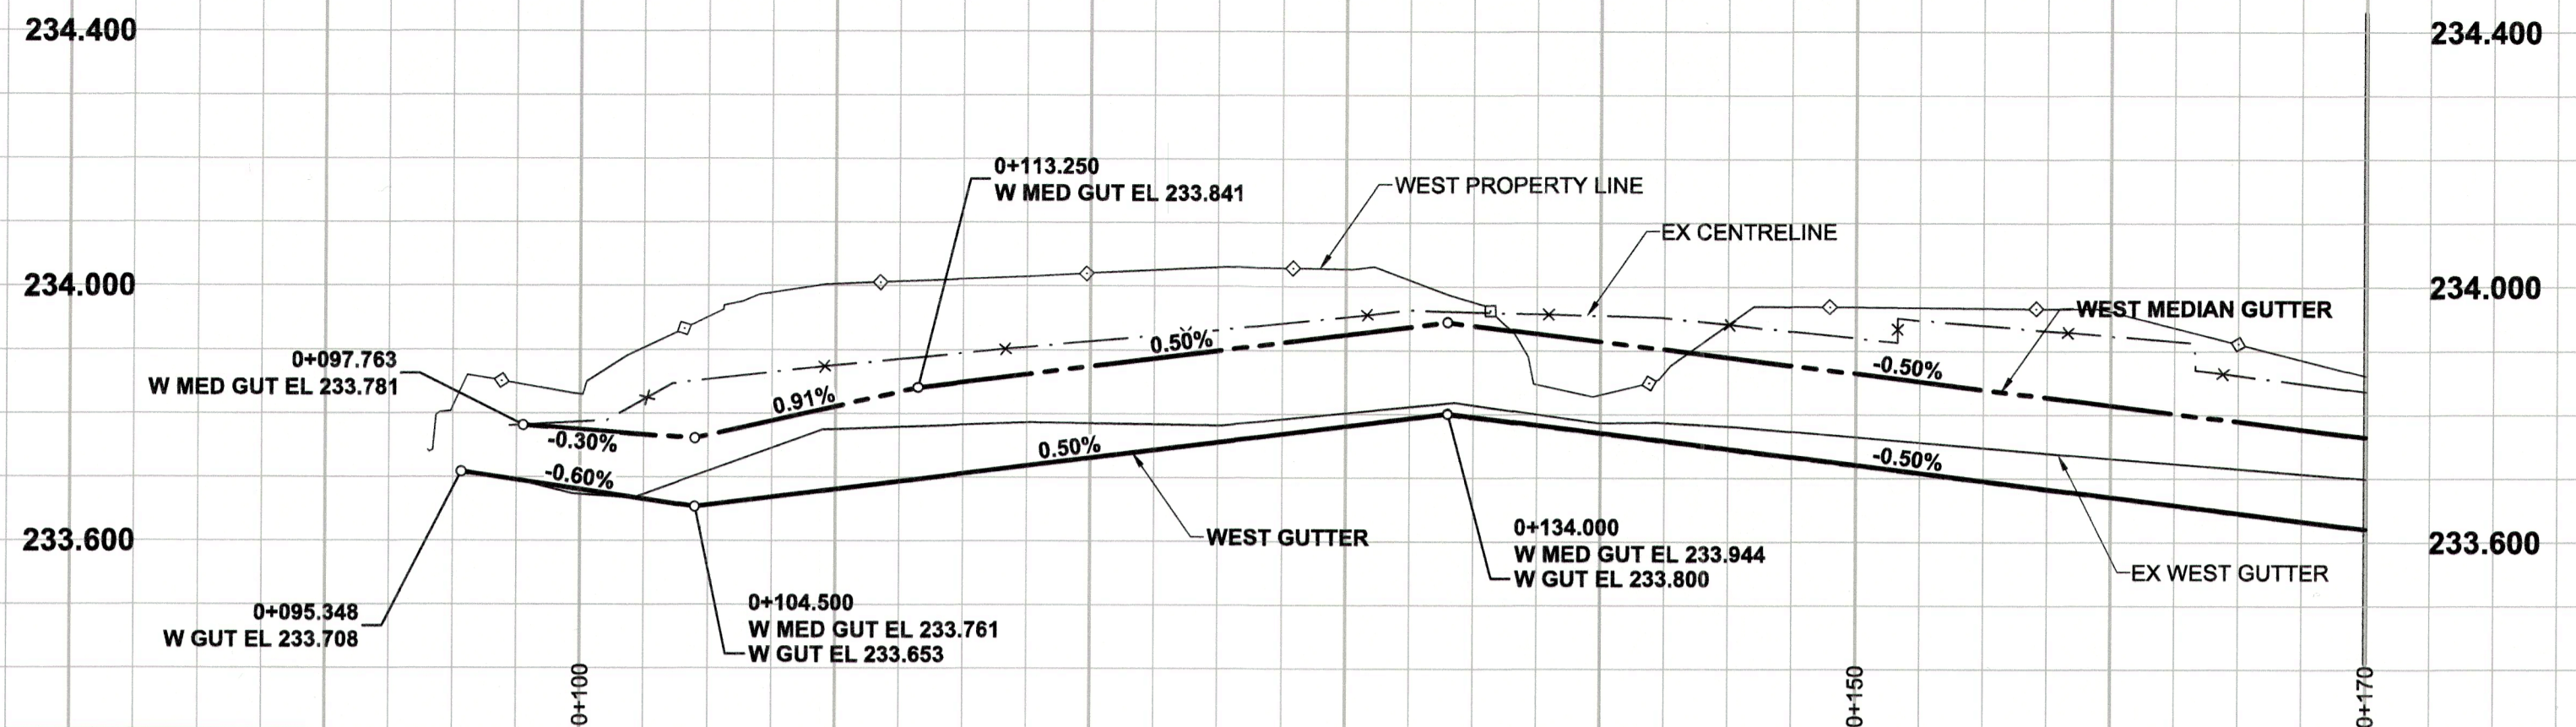 234.400
234.400
0+113.250
W MED GUT EL 233.841
WEST PROPERTY LINE
EX CENTRELINE
234.000
234.000
WEST MEDIAN GUTTER
0+097.763
W MED GUT EL 233.781
0.50%
-0.50%
0.91%
-0.30%
0.50%
-0.60%
-0.50%
233.600
WEST GUTTER
233.600
0+134.000
W MED GUT EL 233.944
W GUT EL 233.800
EX WEST GUTTER
0+095.348
W GUT EL 233.708
0+104.500
W MED GUT EL 233.761
W GUT EL 233.653
0+100
0+150
0+170